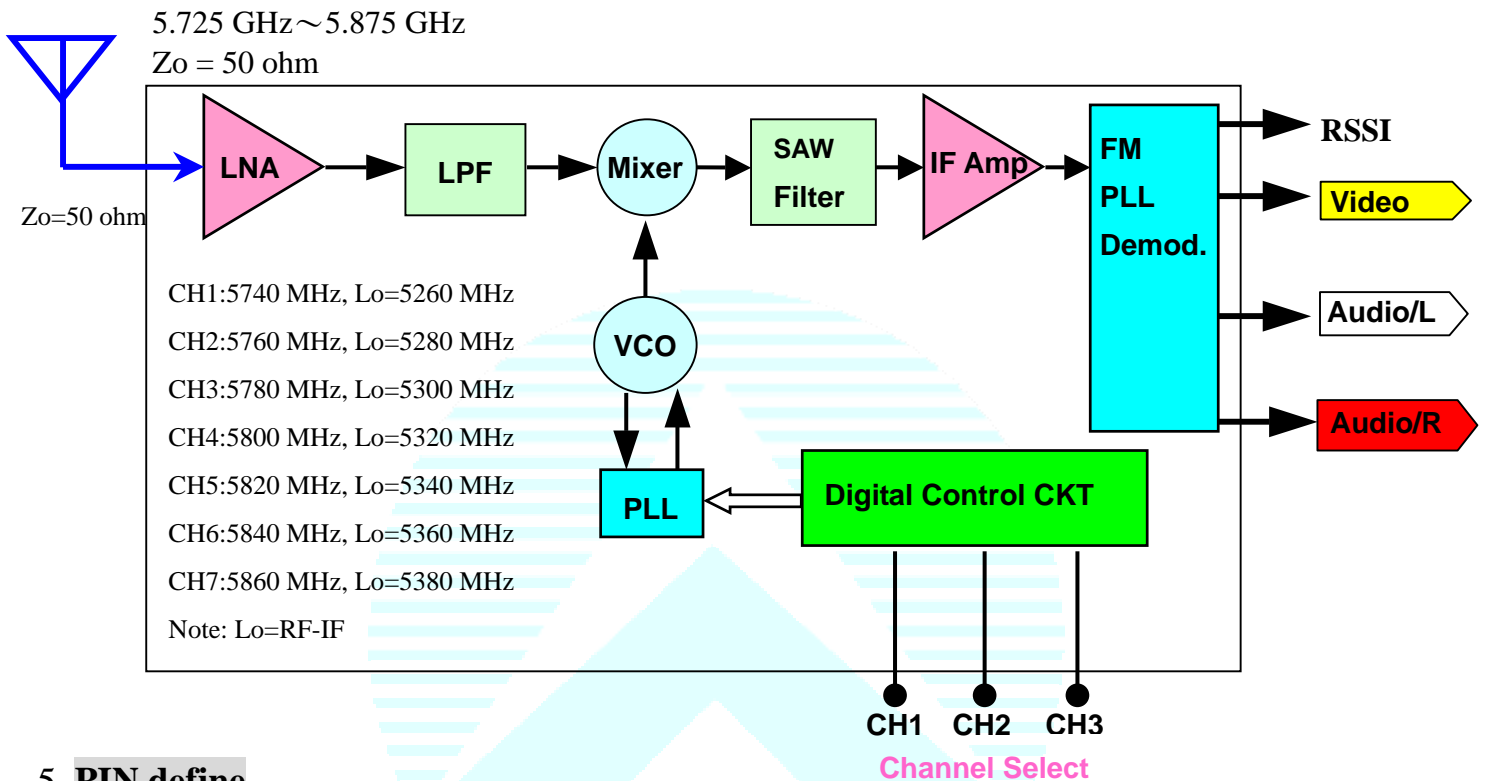 5.725 GHz～5.875 GHz
Zo = 50 ohm
Zo=50 ohm
LNA
LPF
Mixer
SAW
Filter
IF Amp
FM
PLL
Demod.
RSSI
Video
Audio/L
Audio/R
VCO
PLL
Digital Control CKT
CH1:5740 MHz, Lo=5260 MHz
CH2:5760 MHz, Lo=5280 MHz
CH3:5780 MHz, Lo=5300 MHz
CH4:5800 MHz, Lo=5320 MHz
CH5:5820 MHz, Lo=5340 MHz
CH6:5840 MHz, Lo=5360 MHz
CH7:5860 MHz, Lo=5380 MHz
Note: Lo=RF-IF
CH1 CH2 CH3
Channel Select
5. PIN define